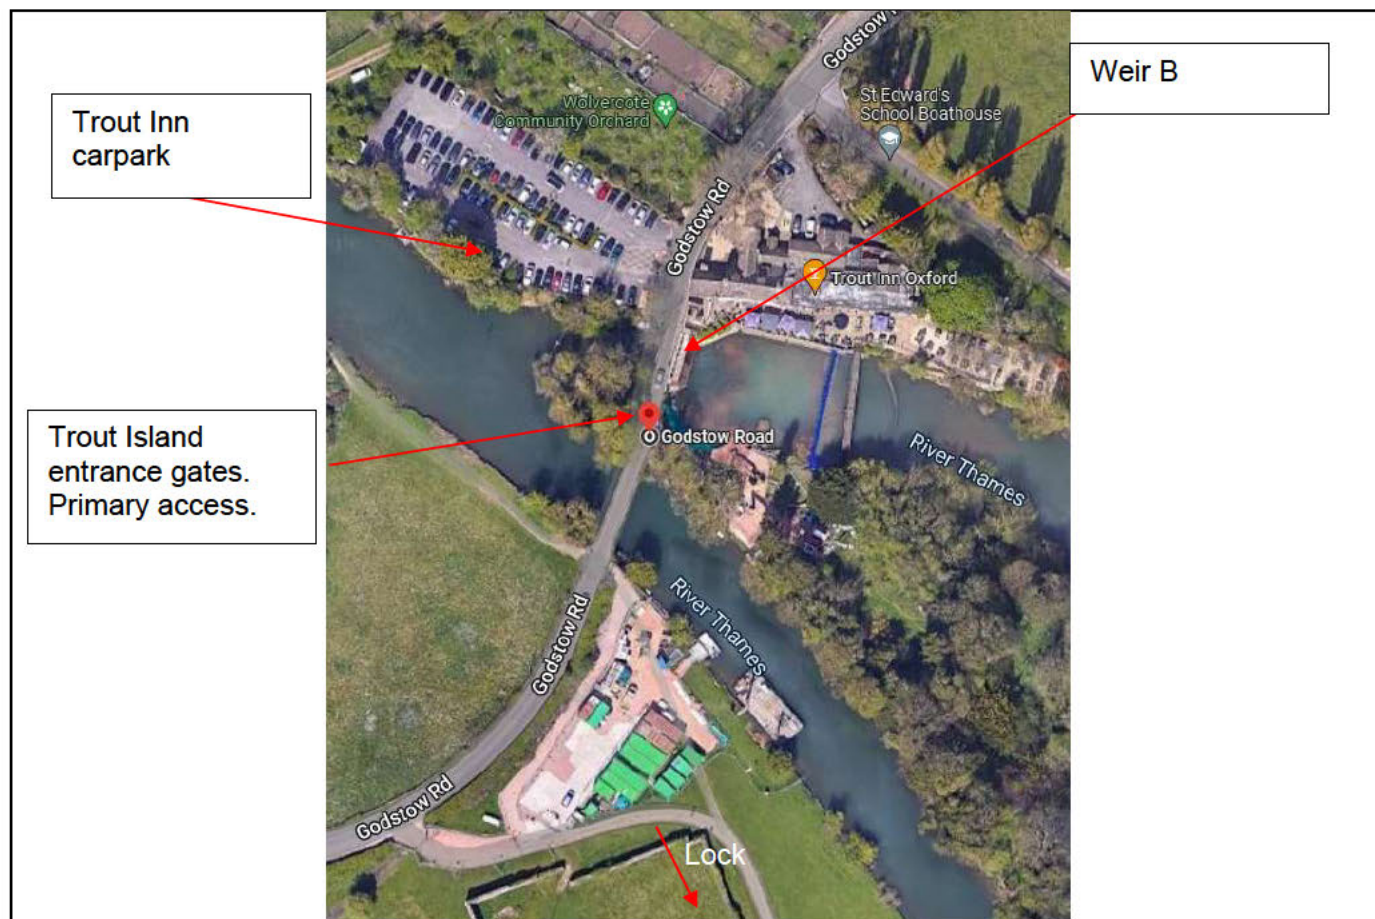 Godstow R
Weir B
St Edward's
School Boathouse
Wolvercote
Community Orchard
Trout Inn
carpark
Godstow Rd
Trout Inn Oxford
Trout Island
entrance gates.
Primary access.
Godstow Road
River Thames
River Thames
Godstow Rd
Godstow Rd
Lock